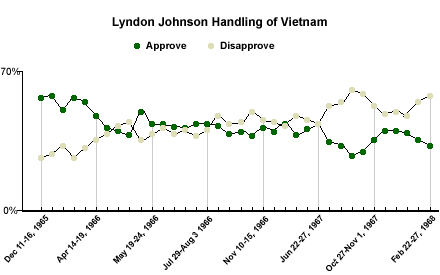 Lyndon Johnson Handling of Vietnam
Approve
Disapprove
70%
0%
Dec 11-16, 1965
Apr 14-19, 1966
May 19-24, 1966
Jul 29-Aug 3 1966
Nov 10-15, 1966
Jun 22-27, 1967
Oct 27-Nov 1, 1967
Feb 22-27, 1968